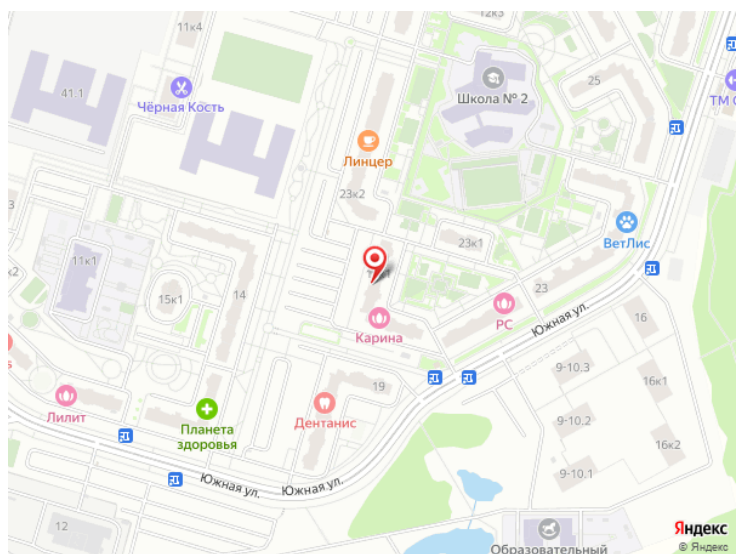 12к3
11к4
25
41.1
Чёрная Кость
Школа № 2
ТМ
Линцер
23к2
23к1
ВетЛис
11к1
к2
15к1
14
23
РС
Южная ул.
16
Карина
9-10.3
16к1
19
Лилит
Дентанис
Планета
здоровья
9-10.2
16к2
9-10.1
Южная ул.
Южная ул.
12
Образовательный
Яндекс
© Яндекс